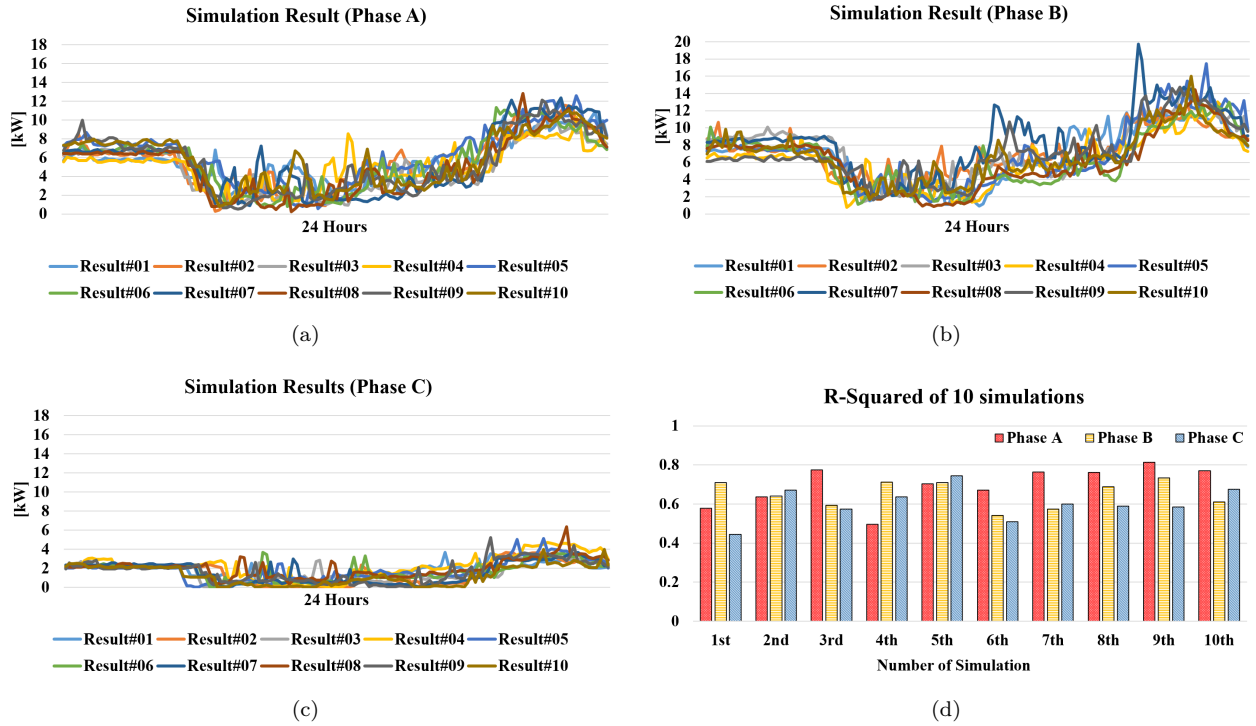 Simulation Result (Phase A)
18
16
14
12
10
8
6
4
2
0
[kW]
24 Hours
Result#01 Result#02 Result#03 Result#04 Result#05
Result#06 Result#07 Result#08 Result#09 Result#10
(a)
Simulation Result (Phase B)
20
18
16
14
12
10
8
6
4
2
0
[kW]
24 Hours
Result#01 Result#02 Result#03 Result#04 Result#05
Result#06 Result#07 Result#08 Result#09 Result#10
(b)
Simulation Results (Phase C)
18
16
14
12
10
8
6
4
2
0
[kW]
24 Hours
Result#01 Result#02 Result#03 Result#04 Result#05
Result#06 Result#07 Result#08 Result#09 Result#10
(c)
R-Squared of 10 simulations
Phase A Phase B Phase C
1
0.8
0.6
0.4
0.2
0
1st 2nd 3rd 4th 5th 6th 7th 8th 9th 10th
Number of Simulation
(d)